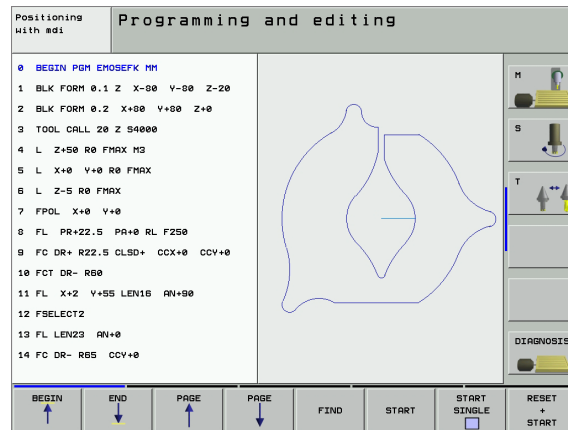 Positioning
with mdi
Programming and editing
0 BEGIN PGM EMOSEFK MM
1 BLK FORM 0.1 Z X-80 Y-80 Z-20
2 BLK FORM 0.2 X+80 Y+80 Z+0
3 TOOL CALL 20 Z S4000
4 L Z+50 R0 FMAX M3
5 L X+0 Y+0 R0 FMAX
6 L Z-5 R0 FMAX
7 FPOL X+0 Y+0
8 FL PR+22.5 PA+0 RL F250
9 FC DR+ R22.5 CLSD+ CCX+0 CCY+0
10 FCT DR- R60
11 FL X+2 Y+55 LEN16 AN+90
12 FSELECT2
13 FL LEN23 AN+0
14 FC DR- R65 CCY+0
M
S
T
DIAGNOSIS
BEGIN
END
PAGE
PAGE
FIND
START
START
SINGLE
RESET
+
START